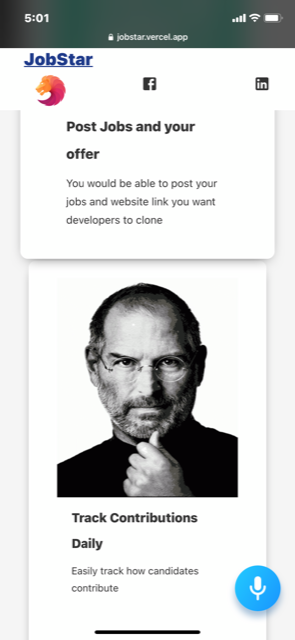 5:01
jobstar.vercel.app
JobStar
Post Jobs and your
offer
You would be able to post your
jobs and website link you want
developers to clone
Track Contributions
Daily
Easily track how candidates
contribute